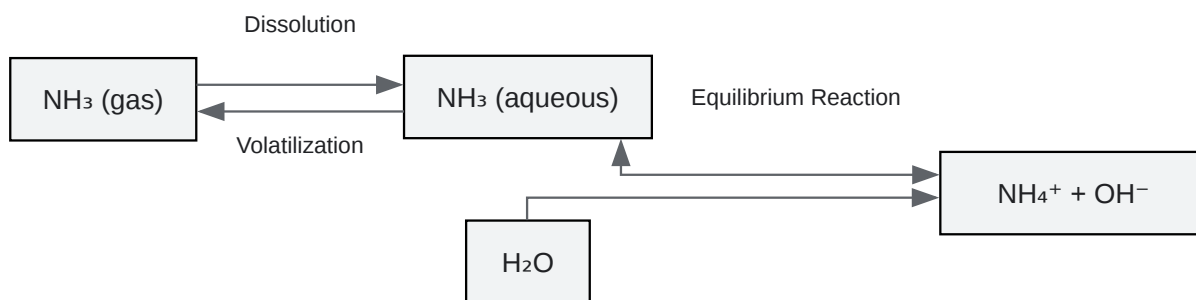 Dissolution
NH₃ (gas)
NH₃ (aqueous)
Equilibrium Reaction
Volatilization
NH₄⁺ + OH⁻
H₂O